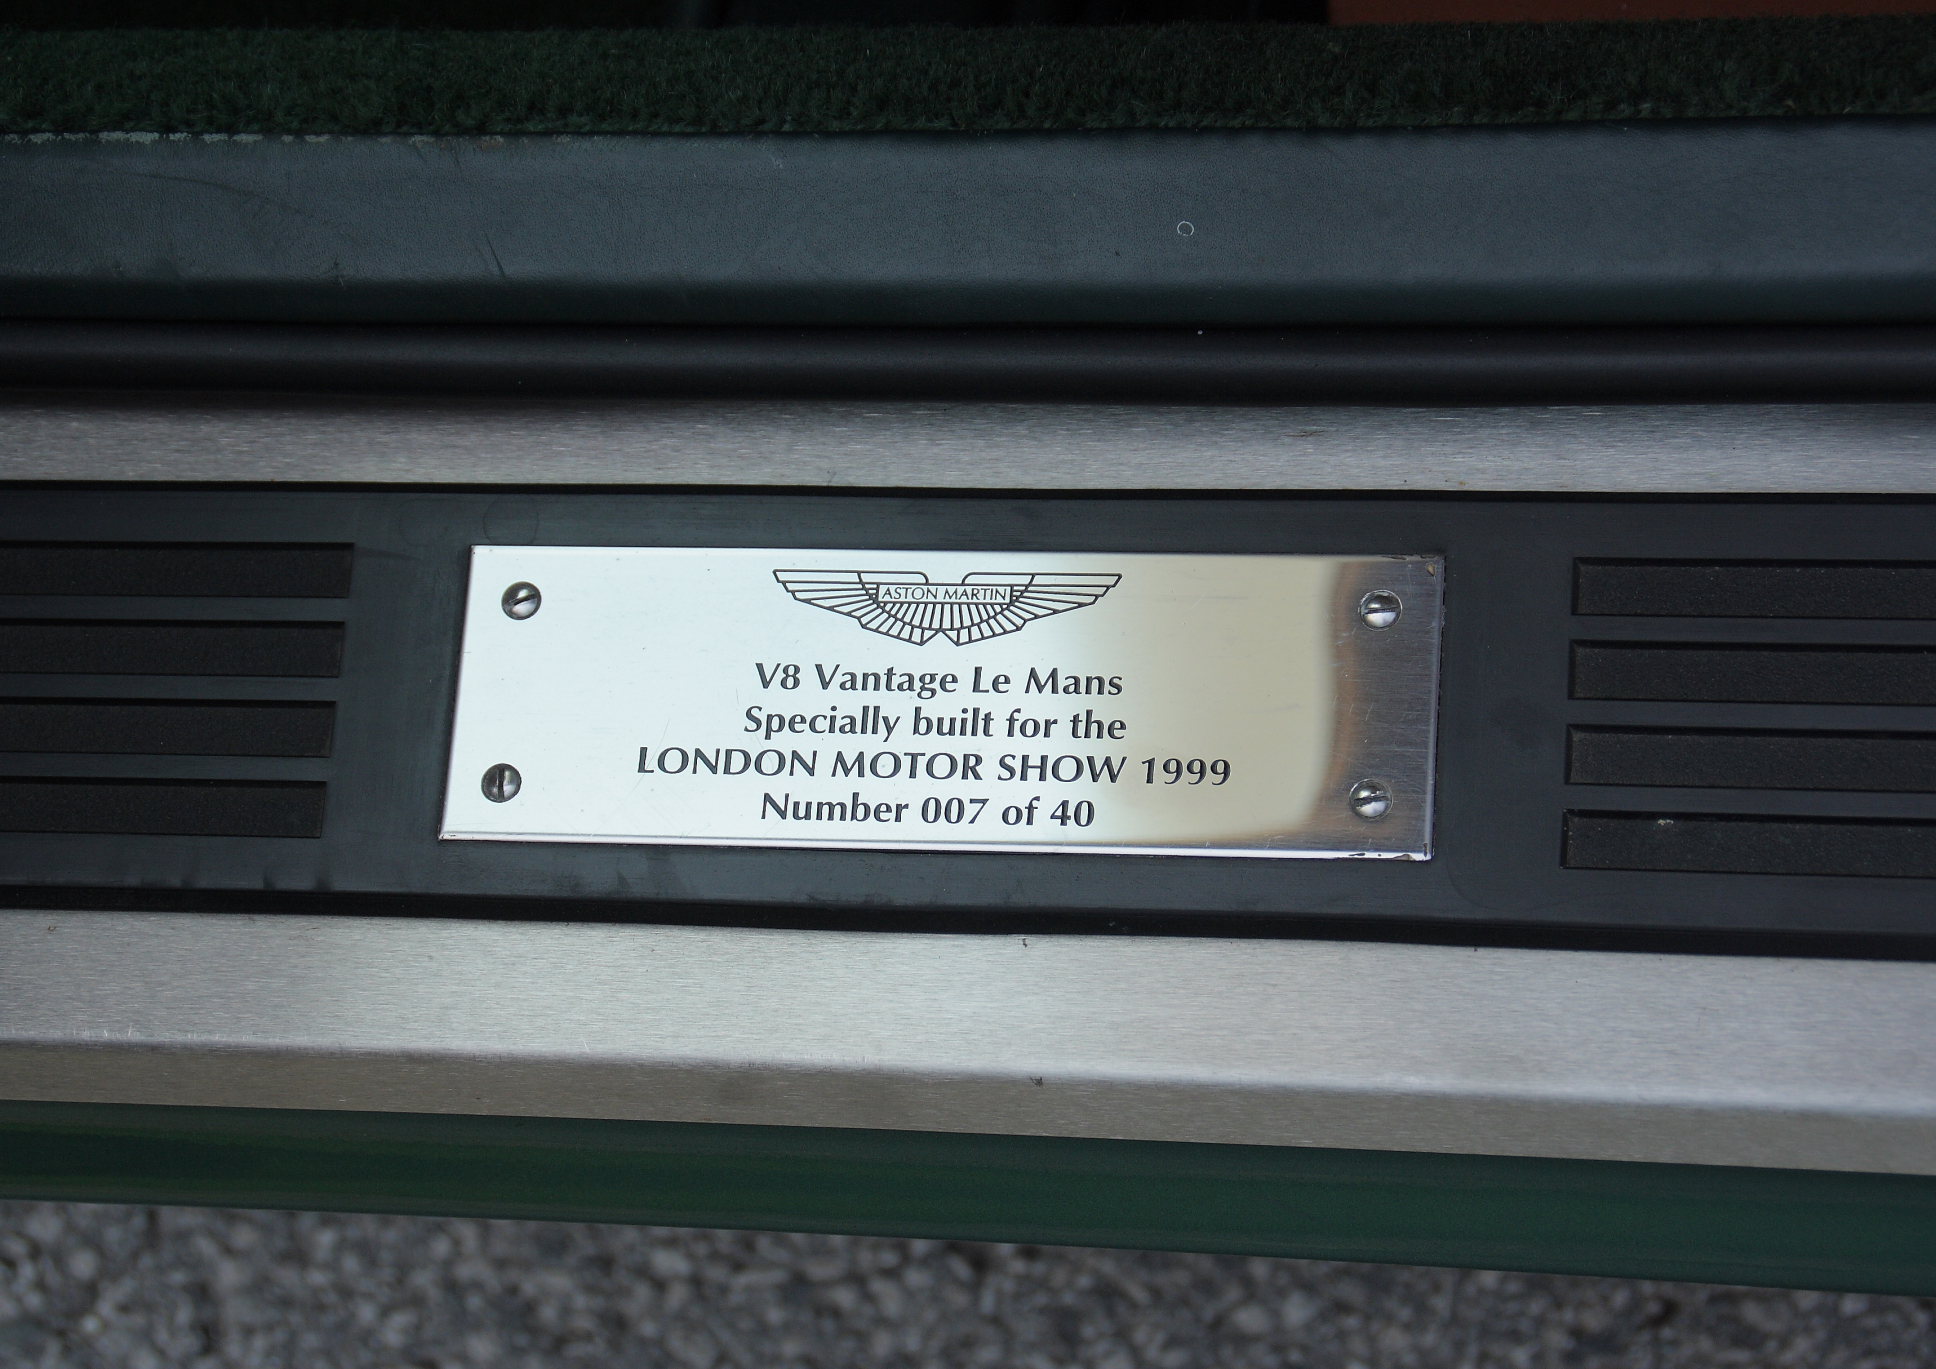 ASTON MARTIN
V8 Vantage Le Mans
Specially built for the
LONDON MOTOR SHOW 1999
Number 007 of 40